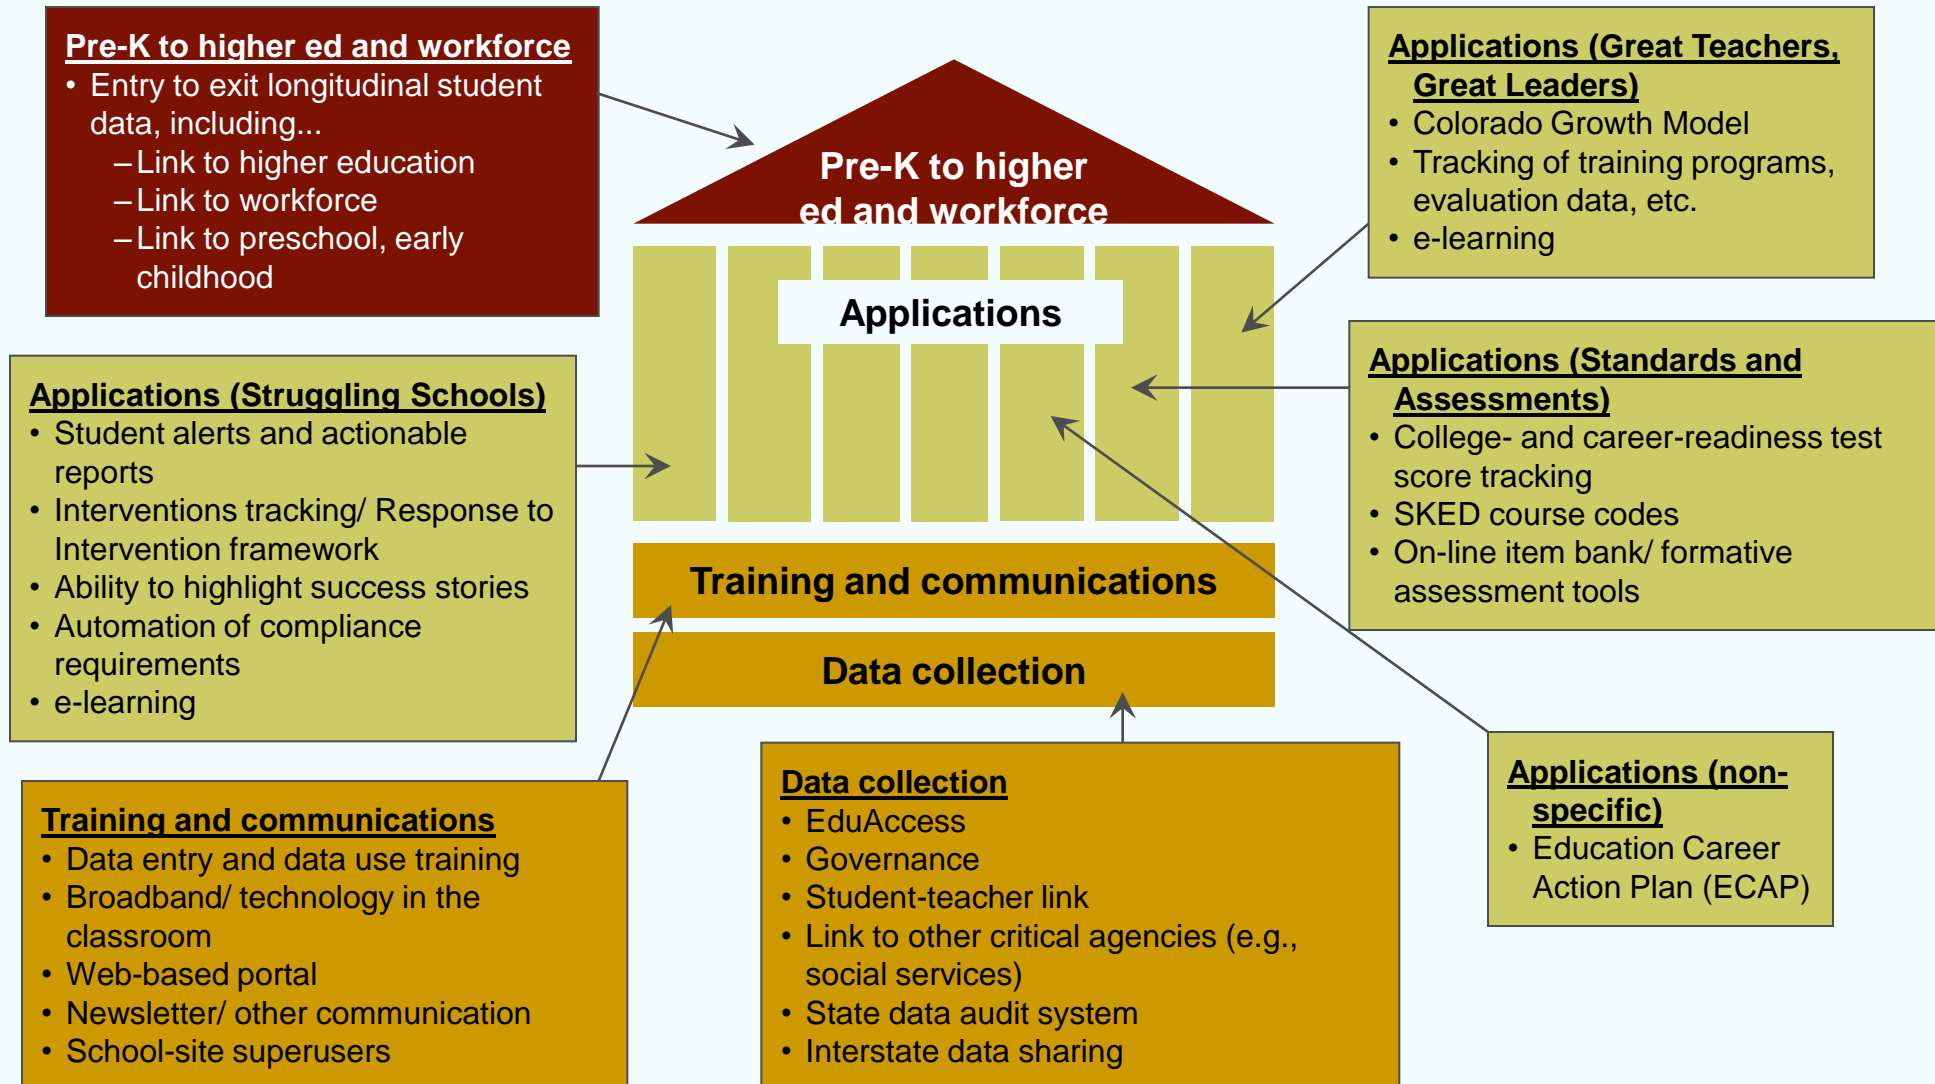 Pre-K to higher ed and workforce
• Entry to exit longitudinal student
data, including...
– Link to higher education
– Link to workforce
– Link to preschool, early
childhood
Pre-K to higher
ed and workforce
Applications (Great Teachers,
Great Leaders)
• Colorado Growth Model
• Tracking of training programs,
evaluation data, etc.
• e-learning
Applications
Applications (Struggling Schools)
• Student alerts and actionable
reports
• Interventions tracking/ Response to
Intervention framework
• Ability to highlight success stories
• Automation of compliance
requirements
• e-learning
Applications (Standards and
Assessments)
• College- and career-readiness test
score tracking
• SKED course codes
• On-line item bank/ formative
assessment tools
Training and communications
Data collection
Training and communications
• Data entry and data use training
• Broadband/ technology in the
classroom
• Web-based portal
• Newsletter/ other communication
• School-site superusers
Data collection
• EduAccess
• Governance
• Student-teacher link
• Link to other critical agencies (e.g.,
social services)
• State data audit system
• Interstate data sharing
Applications (non-
specific)
• Education Career
Action Plan (ECAP)